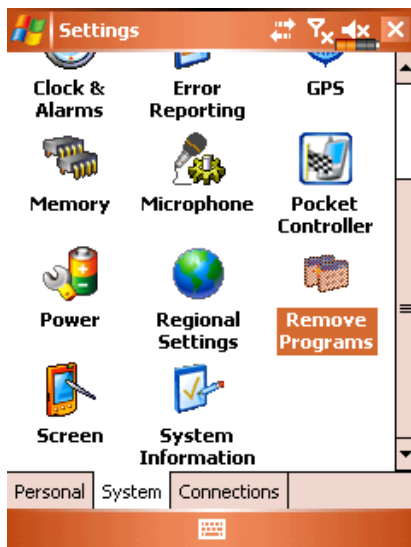 Settings
Clock & Error GPS
Alarms Reporting
Memory Microphone Pocket
Controller
Power Regional Remove
Settings Programs
Screen System
Information
Personal System Connections